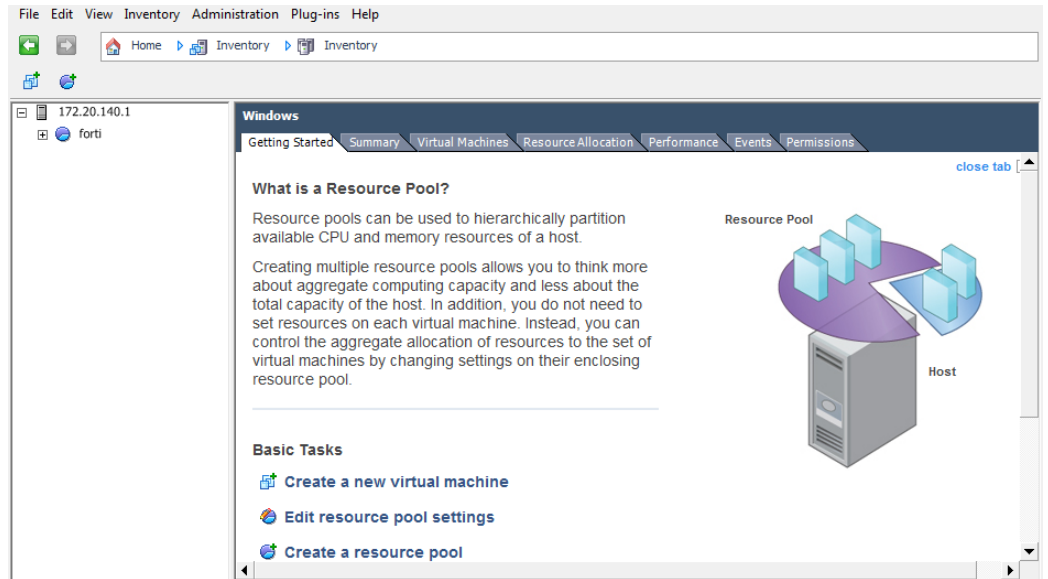 File Edit View Inventory Administration Plug-ins Help
Home Inventory Inventory
172.20.140.1
forti
Windows
Getting Started Summary Virtual Machines Resource Allocation Performance Events Permissions
close tab
What is a Resource Pool?
Resource pools can be used to hierarchically partition
available CPU and memory resources of a host.
Creating multiple resource pools allows you to think more
about aggregate computing capacity and less about the
total capacity of the host. In addition, you do not need to
set resources on each virtual machine. Instead, you can
control the aggregate allocation of resources to the set of
virtual machines by changing settings on their enclosing
resource pool.
Resource Pool
Host
Basic Tasks
Create a new virtual machine
Edit resource pool settings
Create a resource pool